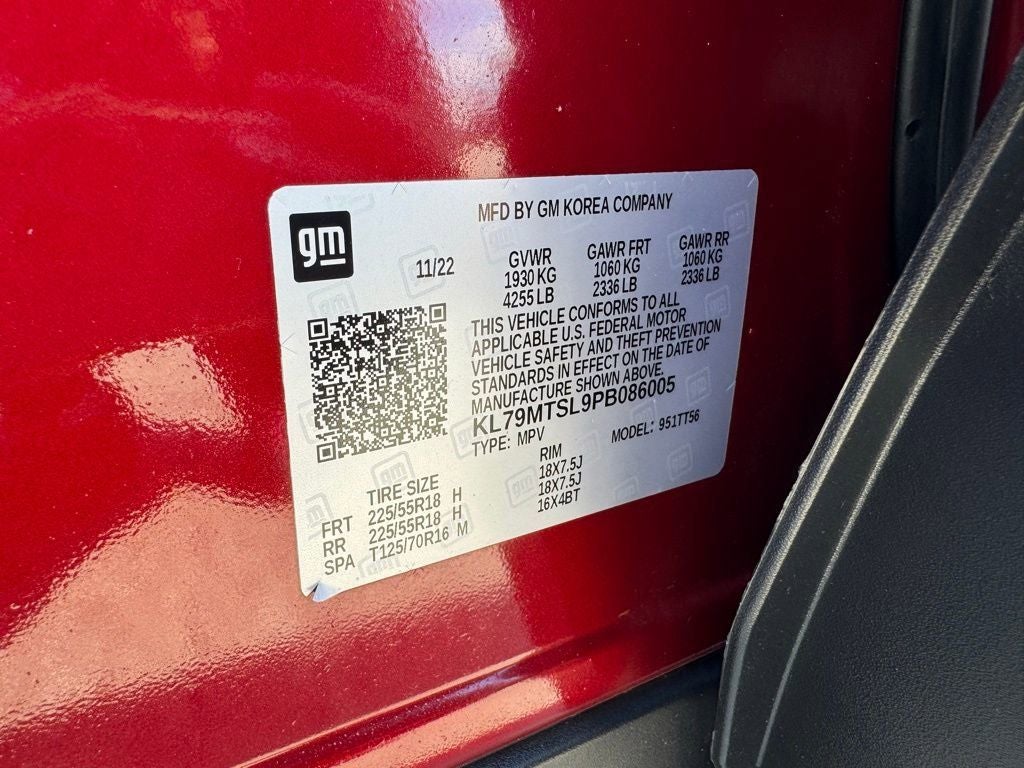 MFD BY GM KOREA COMPANY
gm
11/22
GVWR GAWR FRT GAWR RR
1930 KG 1060 KG 1060 KG
4255 LB 2336 LB 2336 LB
THIS VEHICLE CONFORMS TO ALL
APPLICABLE U.S. FEDERAL MOTOR
VEHICLE SAFETY AND THEFT PREVENTION
STANDARDS IN EFFECT ON THE DATE OF
MANUFACTURE SHOWN ABOVE.
KL79MTSL9PB086005
TYPE: MPV MODEL: 951TT56
TIRE SIZE RIM
FRT 225/55R18 H 18X7.5J
RR 225/55R18 H 18X7.5J
SPA T125/70R16 M 16X4BT